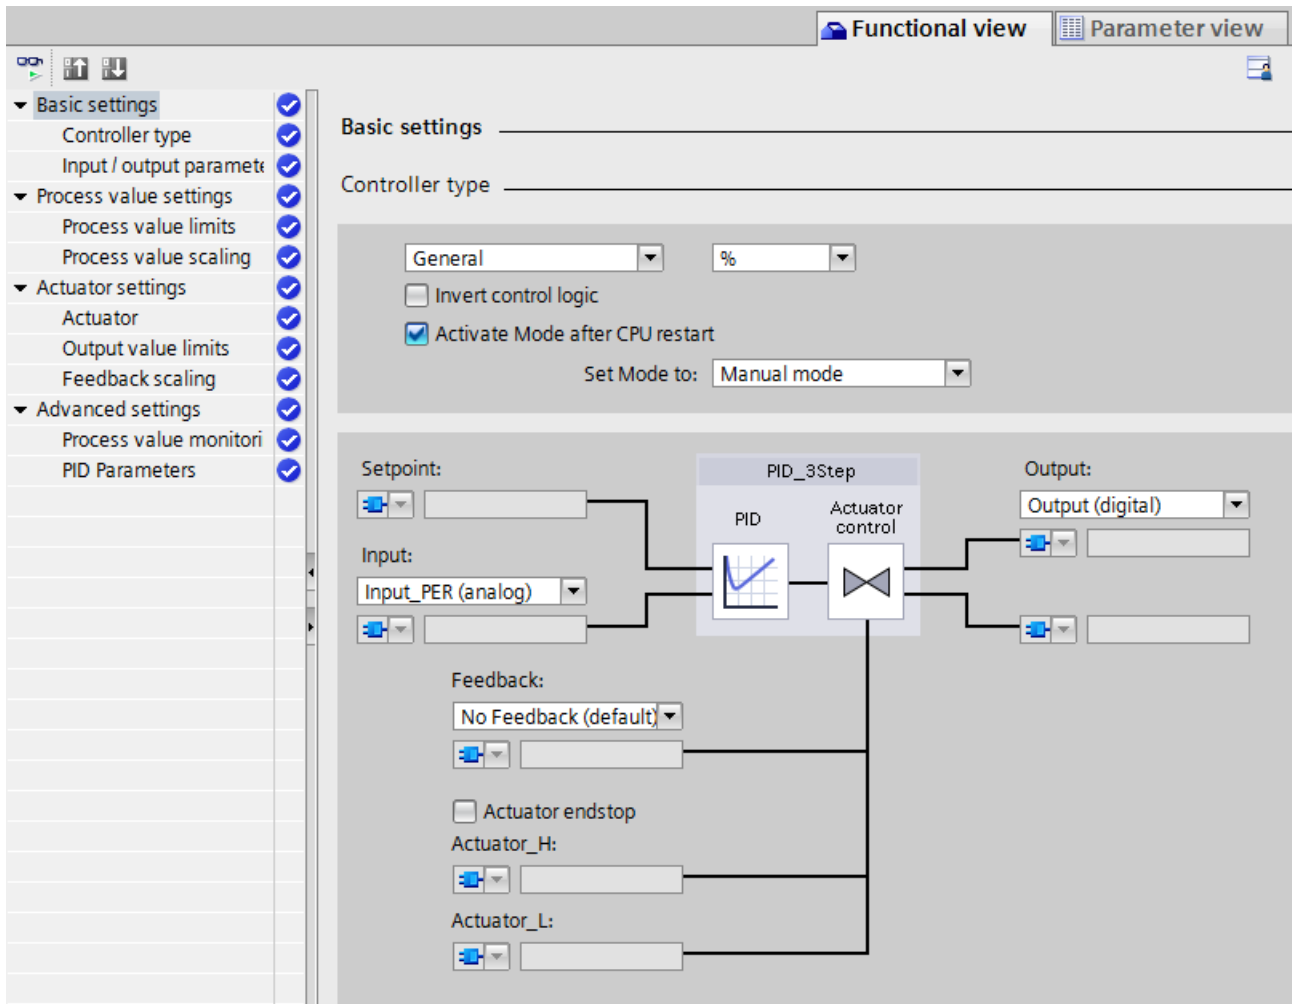 Functional view
Parameter view
Basic settings
Controller type
Input / output paramete
Process value settings
Process value limits
Process value scaling
Actuator settings
Actuator
Output value limits
Feedback scaling
Advanced settings
Process value monitori
PID Parameters
Basic settings
Controller type
General
%
Invert control logic
Activate Mode after CPU restart
Set Mode to:
Manual mode
Setpoint:
PID_3Step
Output:
PID
Actuator
control
Output (digital)
Input:
Input_PER (analog)
Feedback:
No Feedback (default)
Actuator endstop
Actuator_H:
Actuator_L: